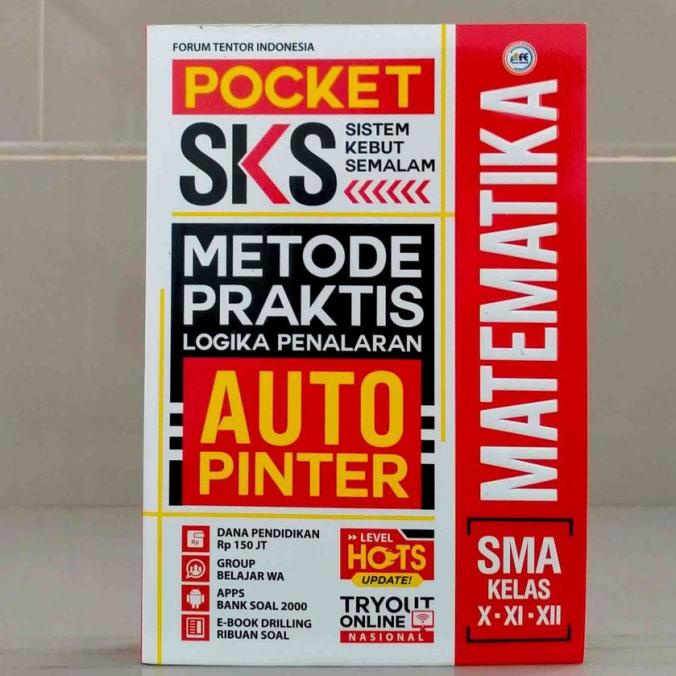 FORUM TENTOR INDONESIA
POCKET
SKS
SISTEM
KEBUT
SEMALAM
METODE
PRAKTIS
LOGIKA PENALARAN
AUTO
PINTER
DANA PENDIDIKAN
Rp 150 JT
GROUP
BELAJAR WA
APPS
BANK SOAL 2000
E-BOOK DRILLING
RIBUAN SOAL
LEVEL
HOTS
UPDATE!
TRYOUT
ONLINE
NASIONAL
MATEMATIKA
SMA
KELAS
X • XI • XII